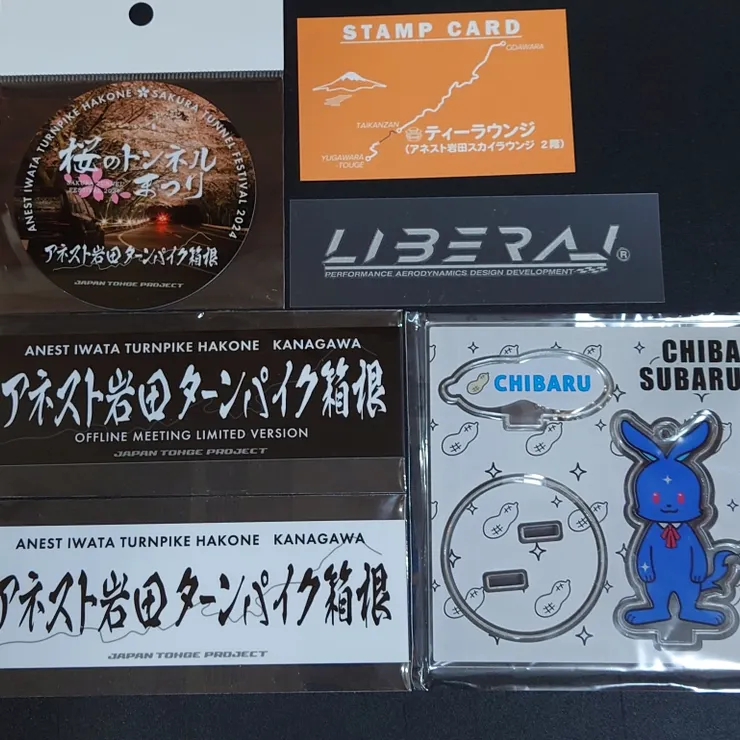 ANEST IWATA TURNPIKE HAKONE ✽ SAKURA TUNNEL FESTIVAL 2024
桜のトンネル
まつり
アネスト岩田 ターンパイク箱根
JAPAN TOHGE PROJECT
STAMP CARD
ODAWARA
TAIKANZAN
ティーラウンジ
(アネスト岩田スカイラウンジ 2階)
YUGAWARA
TOUGE
LIBERAL®
PERFORMANCE AERODYNAMICS DESIGN DEVELOPMENT
ANEST IWATA TURNPIKE HAKONE KANAGAWA
アネスト岩田 ターンパイク箱根
OFFLINE MEETING LIMITED VERSION
JAPAN TOHGE PROJECT
ANEST IWATA TURNPIKE HAKONE KANAGAWA
アネスト岩田 ターンパイク箱根
JAPAN TOHGE PROJECT
CHIBARU
CHIBA
SUBARU